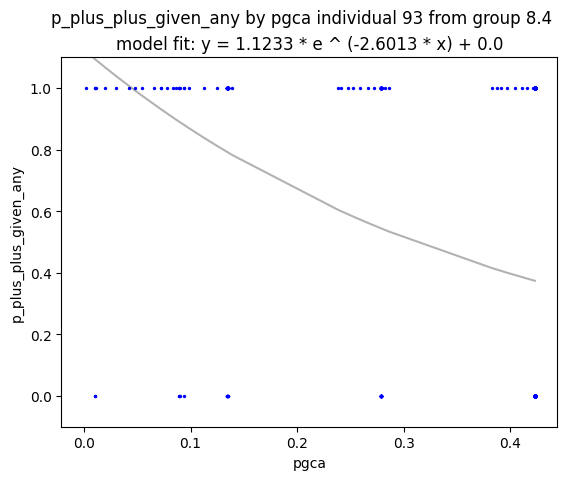 p_plus_plus_given_any by pgca individual 93 from group 8.4
model fit: y = 1.1233 * e ^ (-2.6013 * x) + 0.0
1.0
0.8
0.6
0.4
0.2
0.0
p_plus_plus_given_any
0.0 0.1 0.2 0.3 0.4
pgca